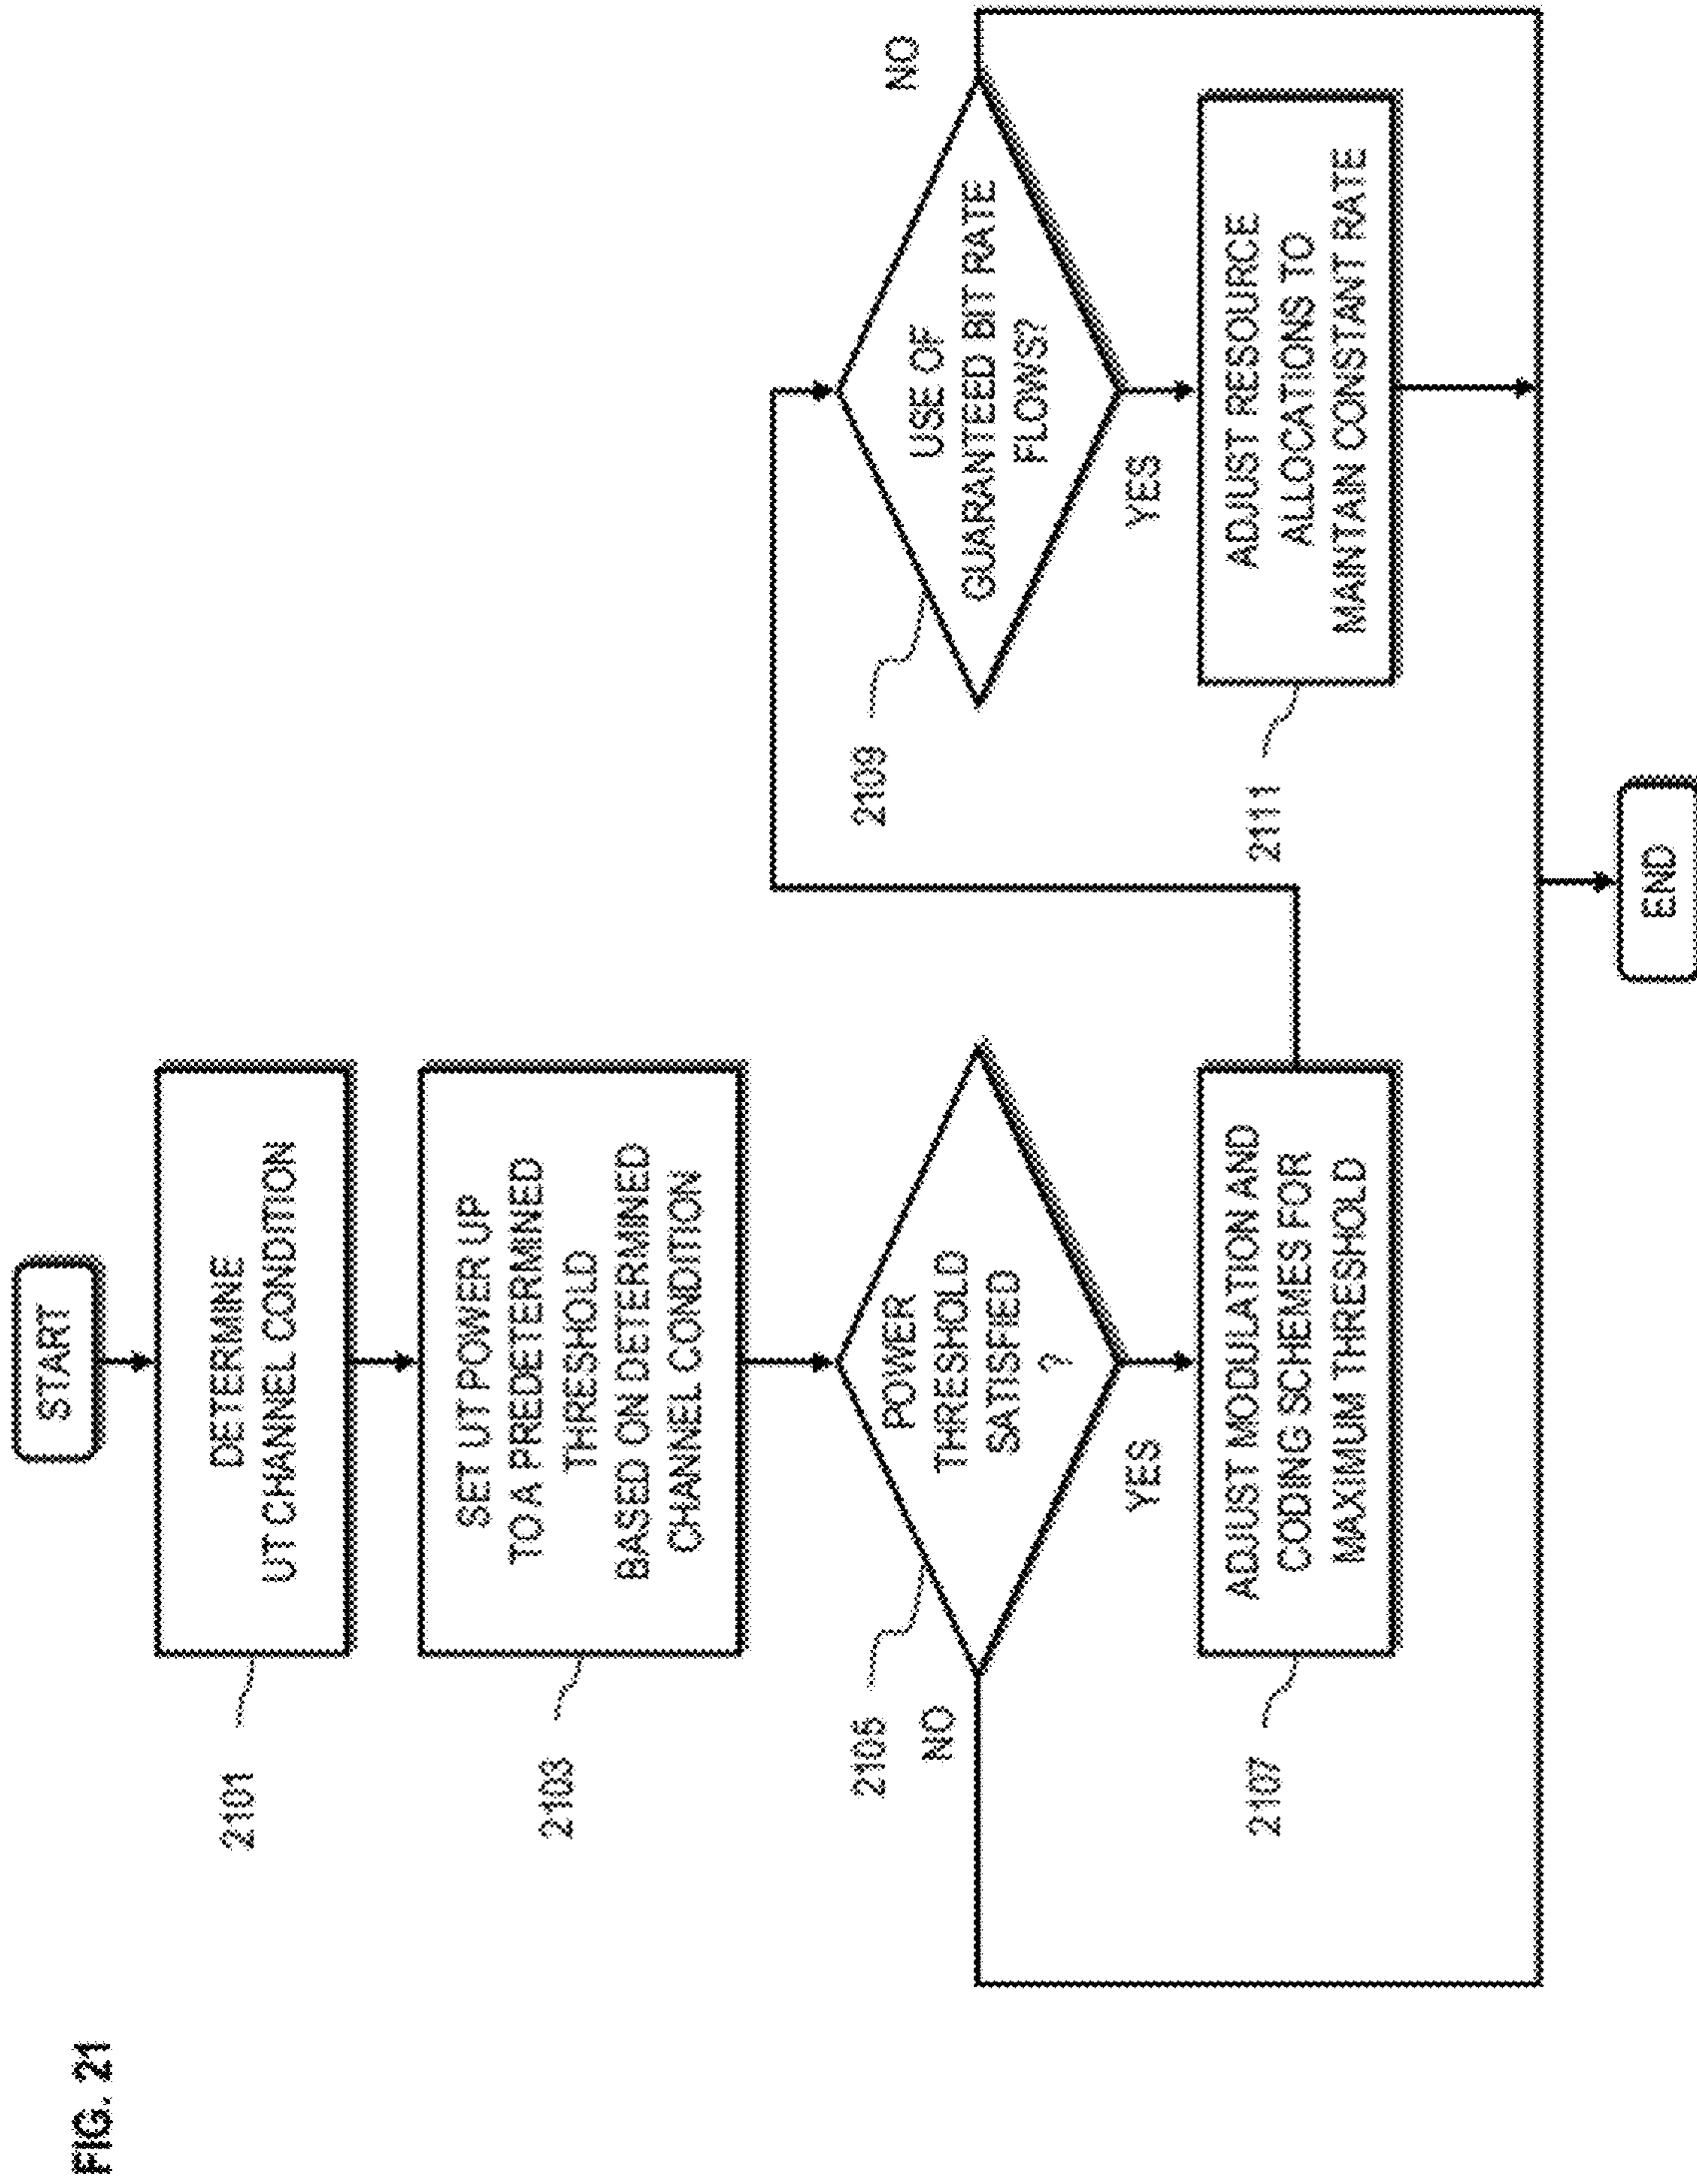 FIG. 21
START
DETERMINE
UT CHANNEL CONDITION
2101
SET UT POWER UP
TO A PREDETERMINED
THRESHOLD
BASED ON DETERMINED
CHANNEL CONDITION
2103
POWER
THRESHOLD
SATISFIED
?
2105
NO
YES
ADJUST MODULATION AND
CODING SCHEMES FOR
MAXIMUM THRESHOLD
2107
USE OF
GUARANTEED BIT RATE
FLOWS?
2109
NO
YES
ADJUST RESOURCE
ALLOCATIONS TO
MAINTAIN CONSTANT RATE
2111
END